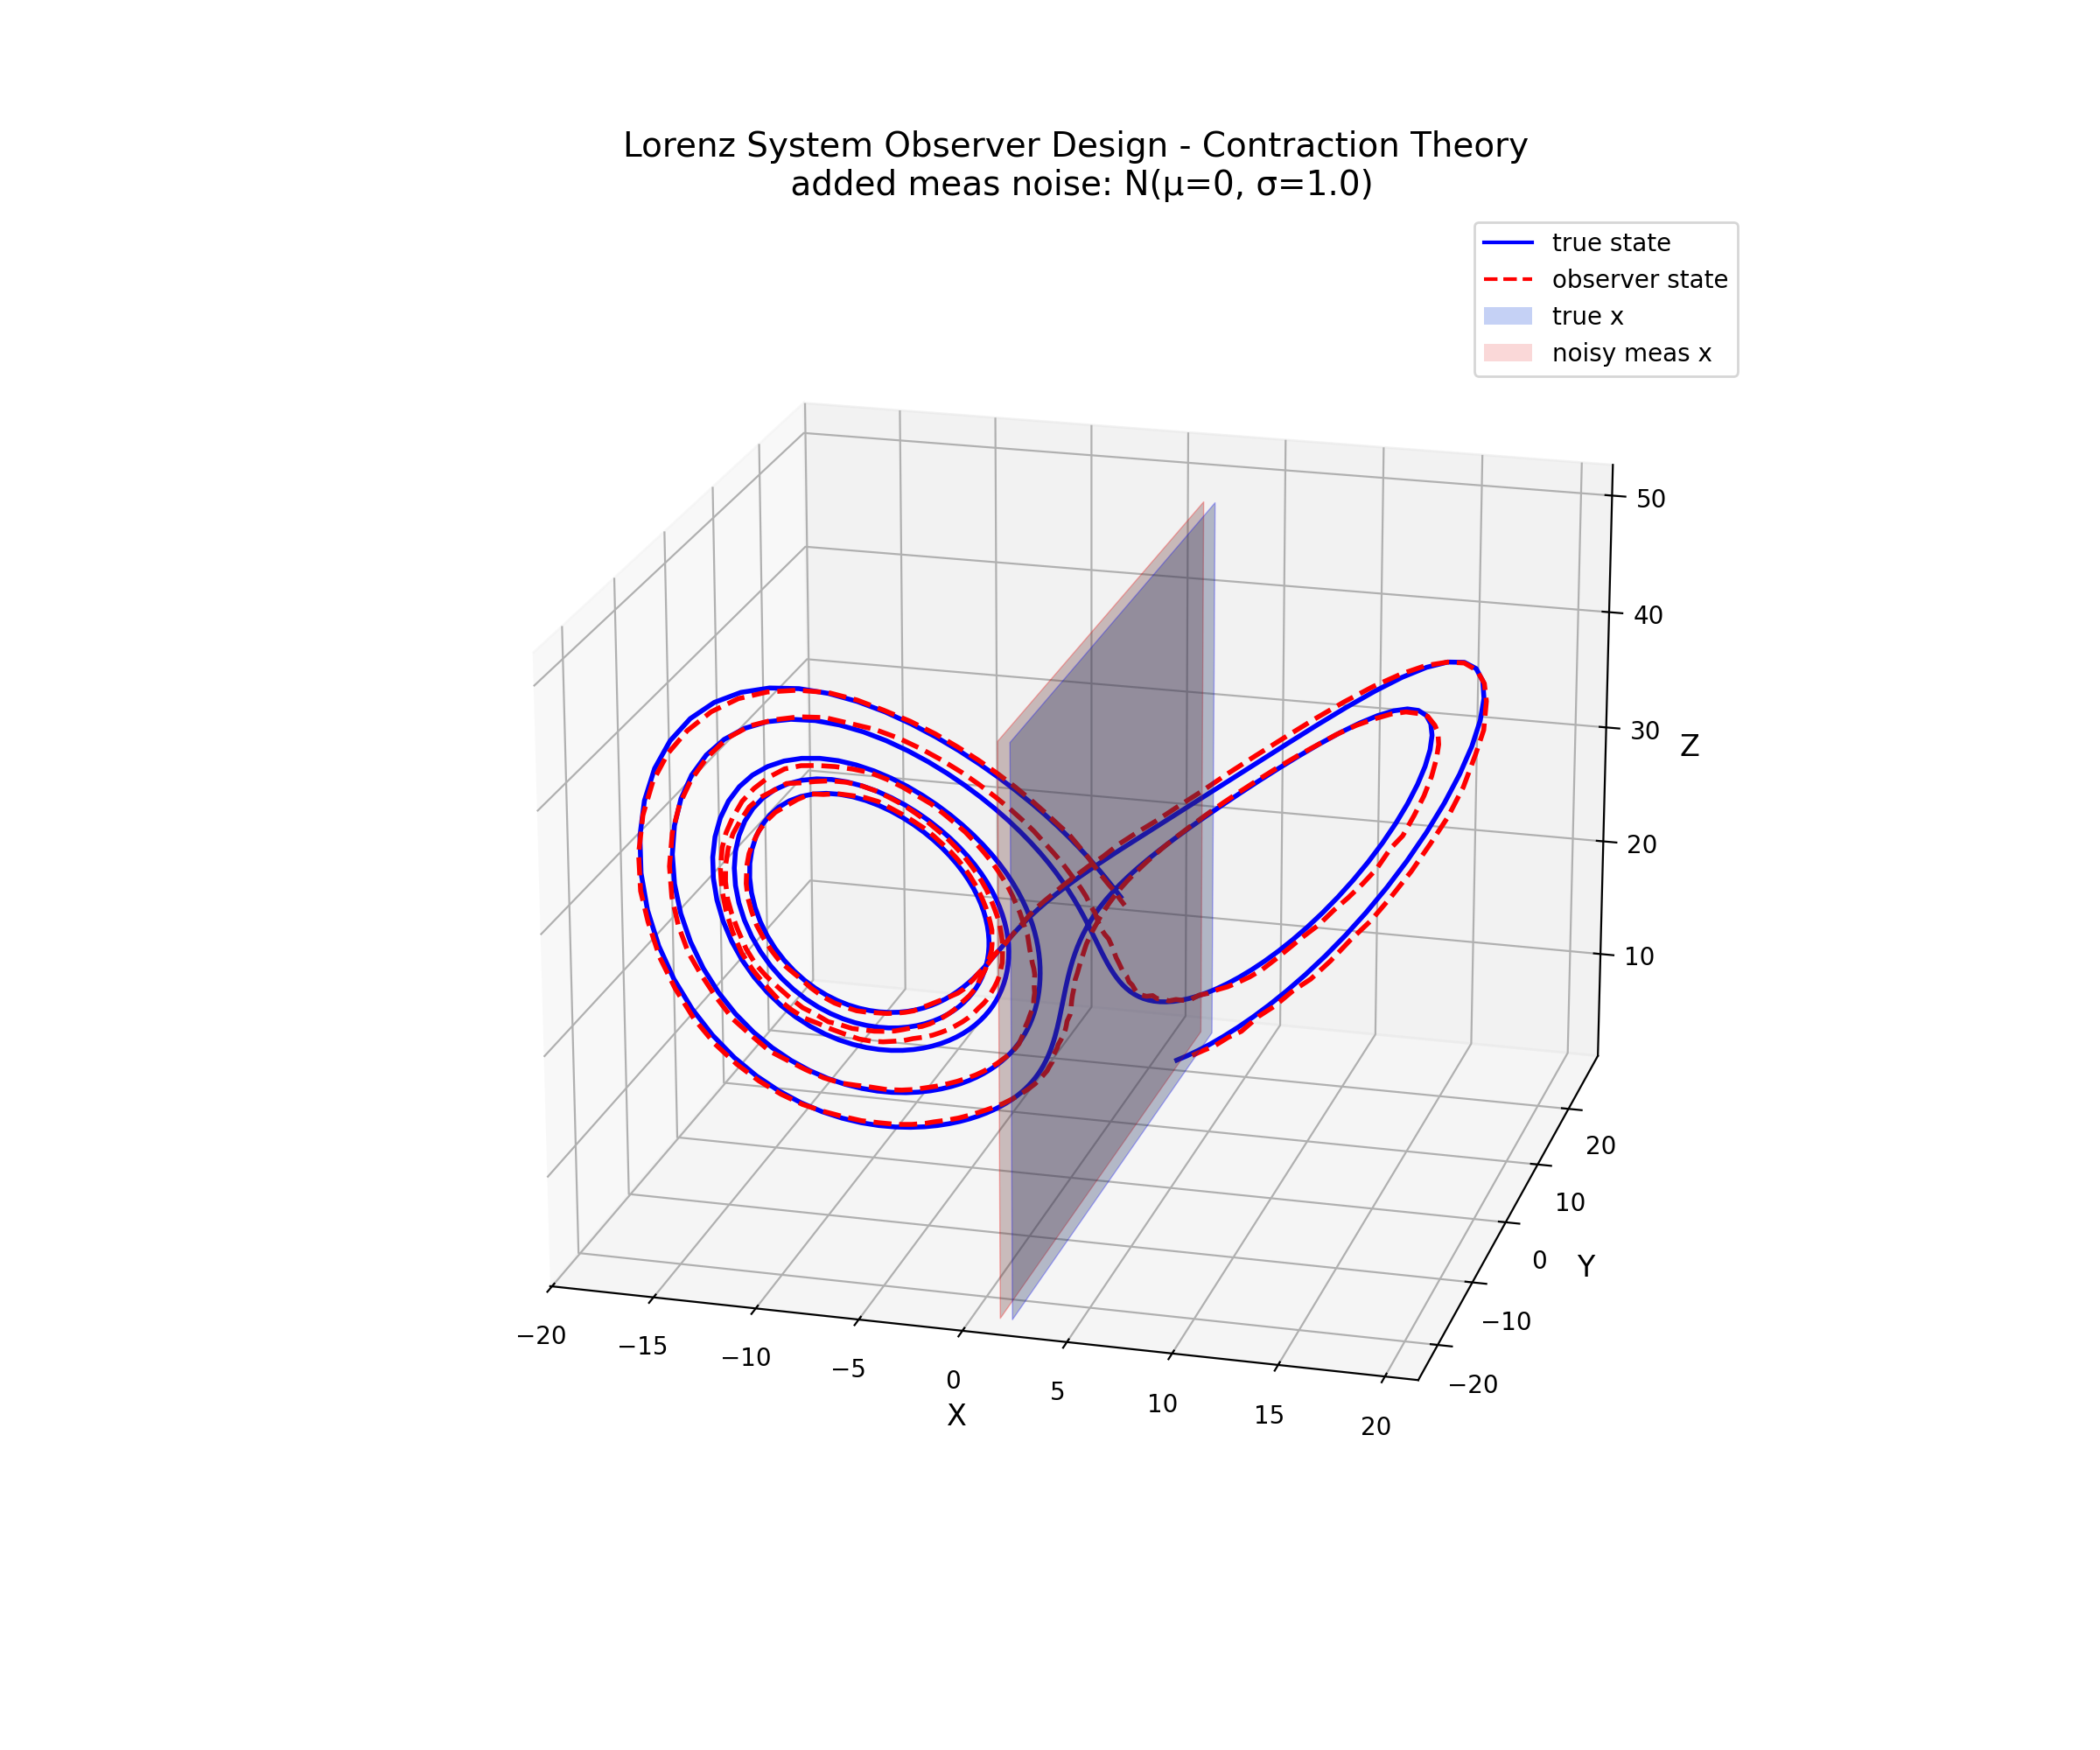 Lorenz System Observer Design - Contraction Theory
added meas noise: N(μ=0, σ=1.0)
true state
observer state
true x
noisy meas x
50
40
30
20
10
Z
20
10
0
−10
−20
Y
−20
−15
−10
−5
0
5
10
15
20
X